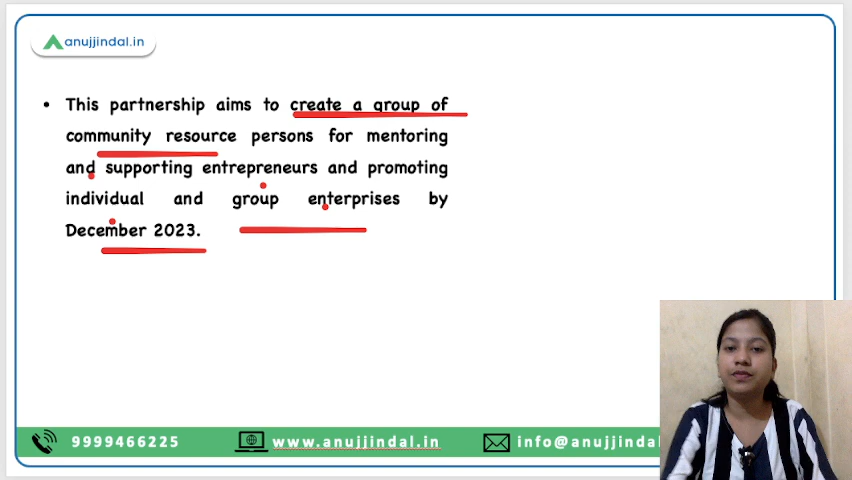 anujjindal.in
• This partnership aims to create a group of
community resource persons for mentoring
and supporting entrepreneurs and promoting
individual and group enterprises by
December 2023.
9999466225 www.anujjindal.in info@anujjindal